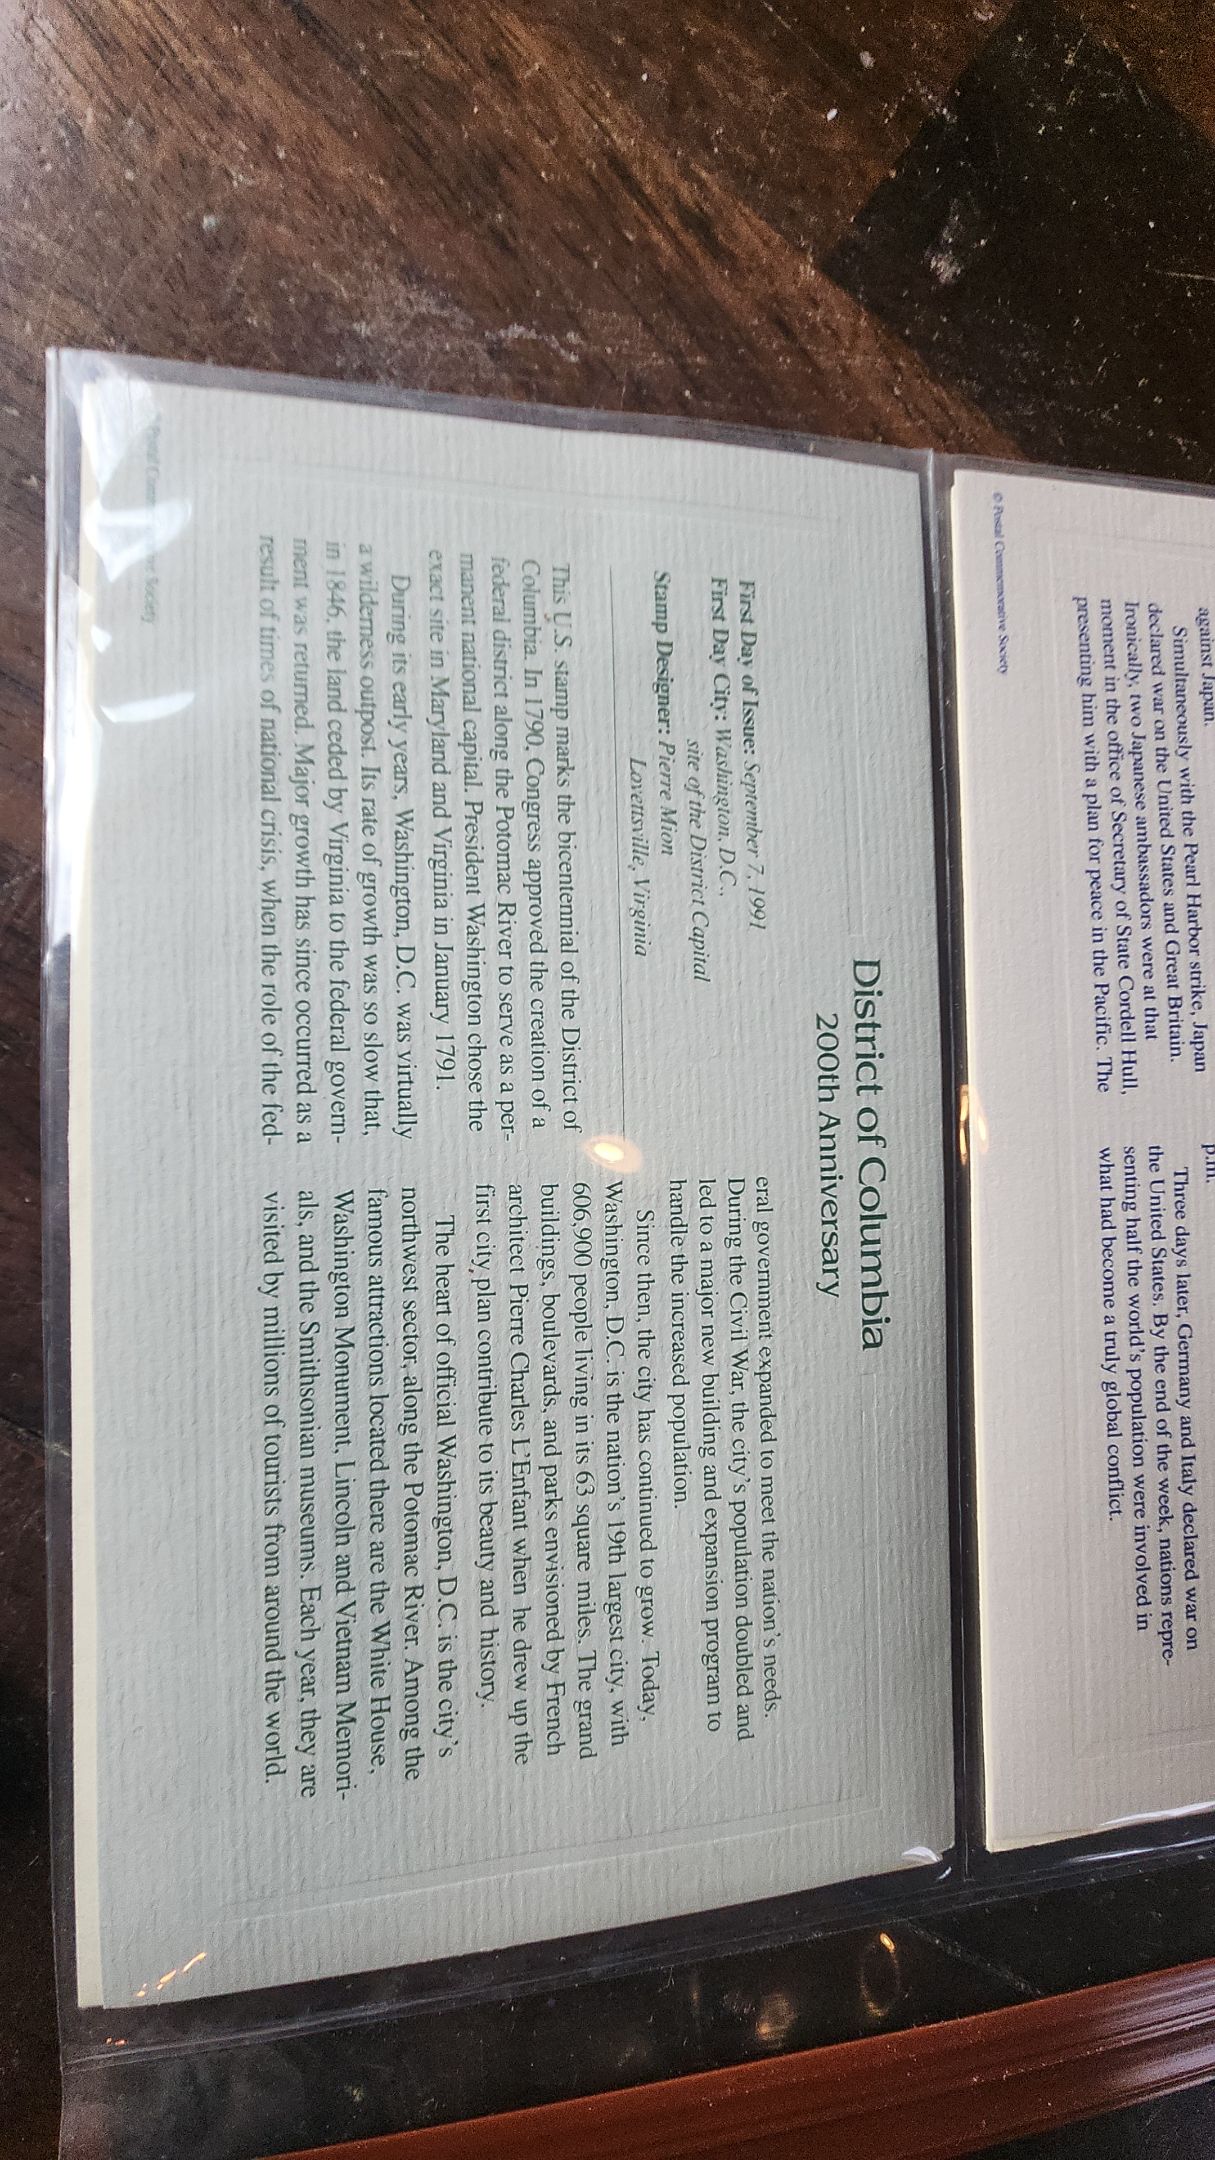 against Japan.
Simultaneously with the Pearl Harbor strike, Japan
declared war on the United States and Great Britain.
Ironically, two Japanese ambassadors were at that
moment in the office of Secretary of State Cordell Hull,
presenting him with a plan for peace in the Pacific. The
p.m.
Three days later, Germany and Italy declared war on
the United States. By the end of the week, nations repre-
senting half the world's population were involved in
what had become a truly global conflict.
© Postal Commemorative Society
District of Columbia
200th Anniversary
First Day of Issue: September 7, 1991
First Day City: Washington, D.C.,
site of the District Capital
Stamp Designer: Pierre Mion
Lovettsville, Virginia
This U.S. stamp marks the bicentennial of the District of
Columbia. In 1790, Congress approved the creation of a
federal district along the Potomac River to serve as a per-
manent national capital. President Washington chose the
exact site in Maryland and Virginia in January 1791.
During its early years, Washington, D.C. was virtually
a wilderness outpost. Its rate of growth was so slow that,
in 1846, the land ceded by Virginia to the federal govern-
ment was returned. Major growth has since occurred as a
result of times of national crisis, when the role of the fed-
eral government expanded to meet the nation's needs.
During the Civil War, the city's population doubled and
led to a major new building and expansion program to
handle the increased population.
Since then, the city has continued to grow. Today,
Washington, D.C. is the nation's 19th largest city, with
606,900 people living in its 63 square miles. The grand
buildings, boulevards, and parks envisioned by French
architect Pierre Charles L'Enfant when he drew up the
first city plan contribute to its beauty and history.
The heart of official Washington, D.C. is the city's
northwest sector, along the Potomac River. Among the
famous attractions located there are the White House,
Washington Monument, Lincoln and Vietnam Memori-
als, and the Smithsonian museums. Each year, they are
visited by millions of tourists from around the world.
Postal Society